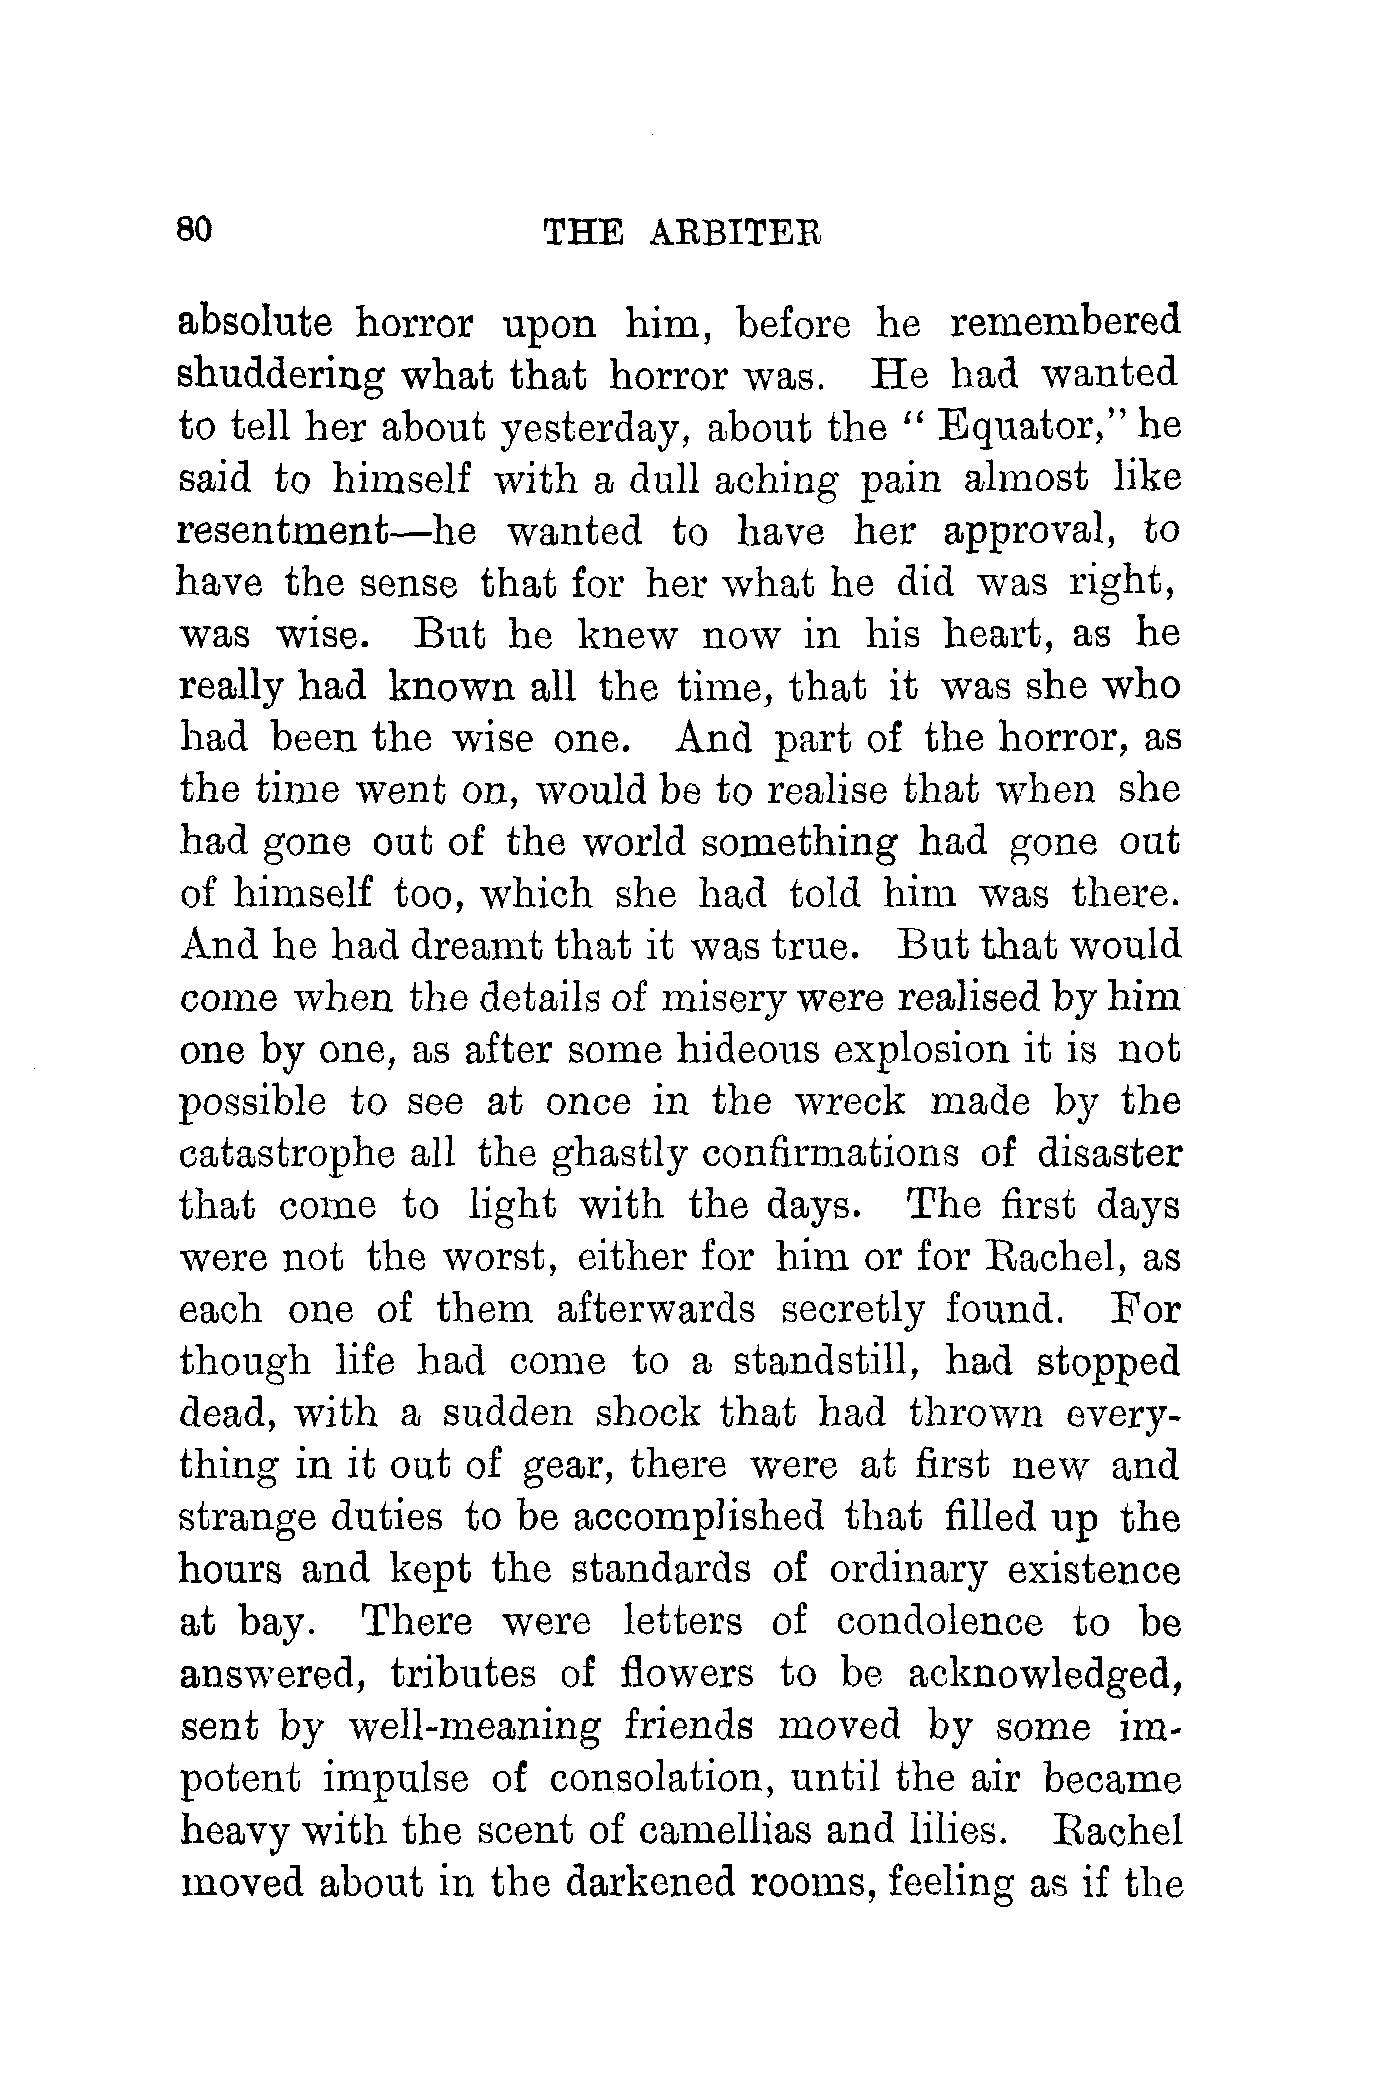 80 THE ARBITER
absolute horror upon him, before he remembered
shuddering what that horror was. He had wanted
to tell her about yesterday, about the “ Equator,” he
said to himself with a dull aching pain almost like
resentment—he wanted to have her approval, to
have the sense that for her what he did was right,
was wise. But he knew now in his heart, as he
really had known all the time, that it was she who
had been the wise one. And part of the horror, as
the time went on, would be to realise that when she
had gone out of the world something had gone out
of himself too, which she had told him was there.
And he had dreamt that it was true. But that would
come when the details of misery were realised by him
one by one, as after some hideous explosion it is not
possible to see at once in the wreck made by the
catastrophe all the ghastly confirmations of disaster
that come to light with the days. The first days
were not the worst, either for him or for Rachel, as
each one of them afterwards secretly found. For
though life had come to a standstill, had stopped
dead, with a sudden shock that had thrown every-
thing in it out of gear, there were at first new and
strange duties to be accomplished that filled up the
hours and kept the standards of ordinary existence
at bay. There were letters of condolence to be
answered, tributes of flowers to be acknowledged,
sent by well-meaning friends moved by some im-
potent impulse of consolation, until the air became
heavy with the scent of camellias and lilies. Rachel
moved about in the darkened rooms, feeling as if the